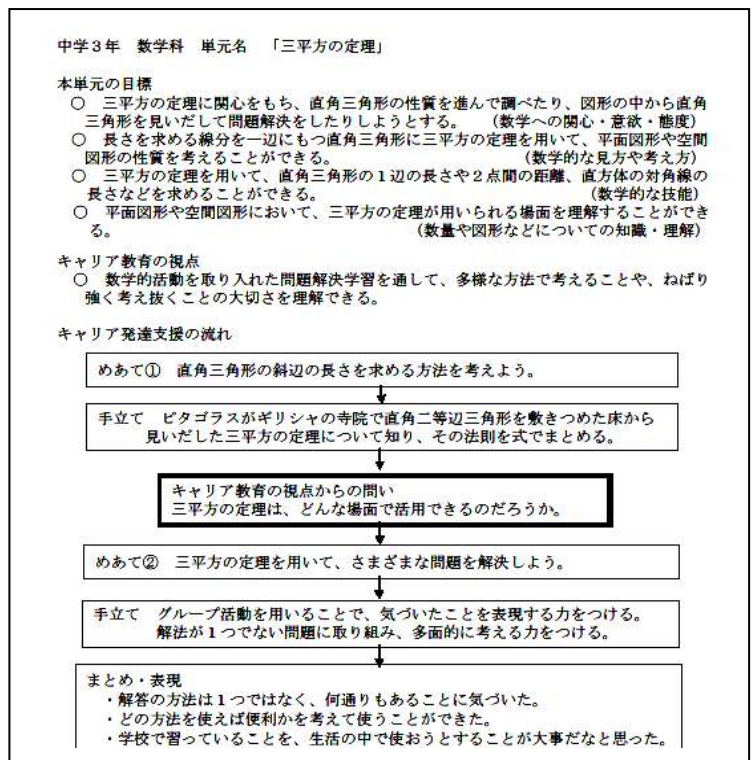 中学3年　数学科　単元名　「三平方の定理」
本単元の目標
○　三平方の定理に関心をもち、直角三角形の性質を進んで調べたり、図形の中から直角
三角形を見いだして問題解決をしたりしようとする。　（数学への関心・意欲・態度）
○　長さを求める線分を一辺にもつ直角三角形に三平方の定理を用いて、平面図形や空間
図形の性質を考えることができる。　（数学的な見方や考え方）
○　三平方の定理を用いて、直角三角形の1辺の長さや2点間の距離、直方体の対角線の
長さなどを求めることができる。　（数学的な技能）
○　平面図形や空間図形において、三平方の定理が用いられる場面を理解することができ
る。　（数量や図形などについての知識・理解）
キャリア教育の視点
○　数学的活動を取り入れた問題解決学習を通して、多様な方法で考えることや、ねばり
強く考え抜くことの大切さを理解できる。
キャリア発達支援の流れ
めあて①　直角三角形の斜辺の長さを求める方法を考えよう。
手立て　ピタゴラスがギリシャの寺院で直角二等辺三角形を敷きつめた床から
見いだした三平方の定理について知り、その法則を式でまとめる。
キャリア教育の視点からの問い
三平方の定理は、どんな場面で活用できるのだろうか。
めあて②　三平方の定理を用いて、さまざまな問題を解決しよう。
手立て　グループ活動を用いることで、気づいたことを表現する力をつける。
解法が1つでない問題に取り組み、多面的に考える力をつける。
まとめ・表現
・解答の方法は1つではなく、何通りもあることに気づいた。
・どの方法を使えば便利かを考えて使うことができた。
・学校で習っていることを、生活の中で使おうとすることが大事だなと思った。